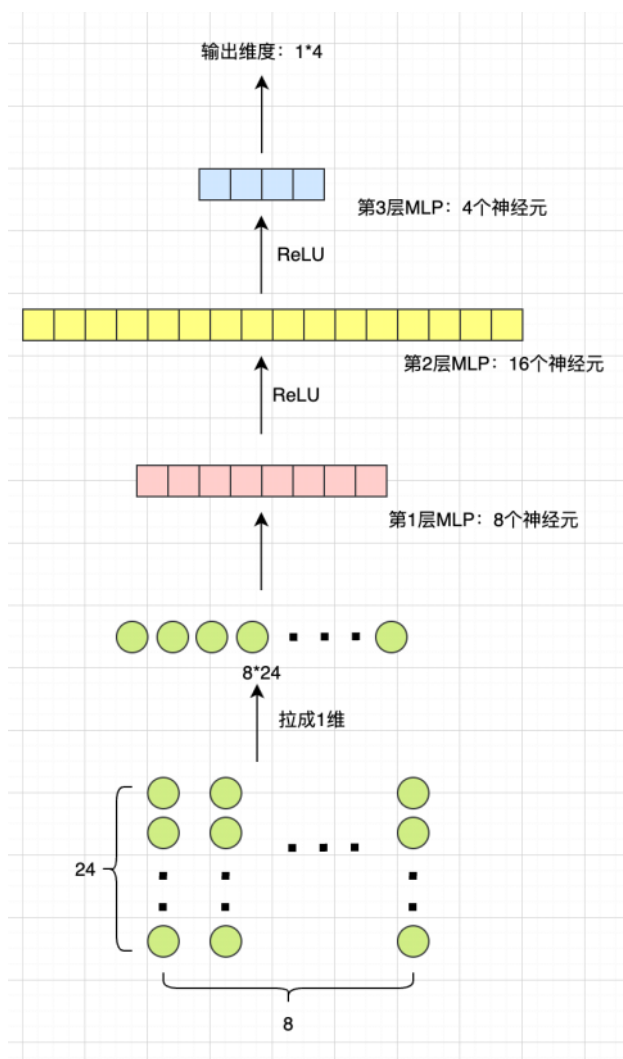 输出维度：1*4
第3层MLP：4个神经元
ReLU
第2层MLP：16个神经元
ReLU
第1层MLP：8个神经元
8*24
拉成1维
24
8